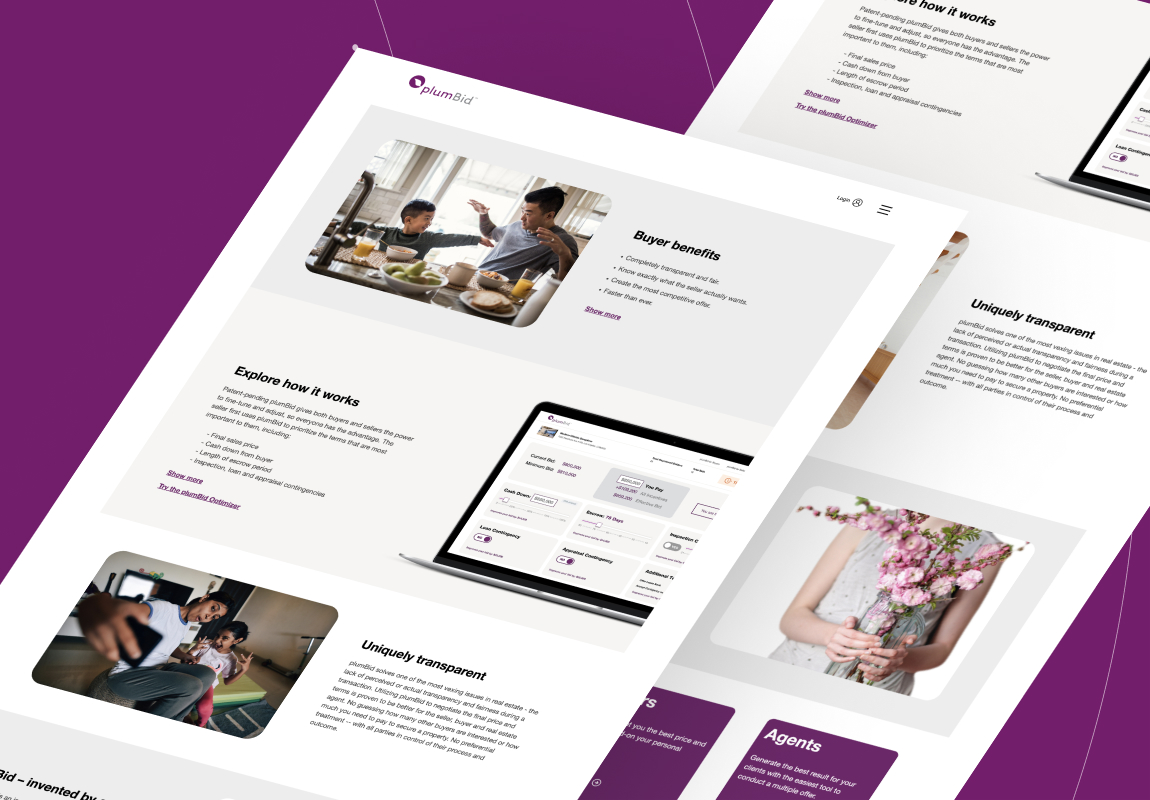 plumBid™
Login
Buyer benefits
• Completely transparent and fair.
• Know exactly what the seller actually wants.
• Create the most competitive offer.
• Faster than ever.
Show more
Explore how it works
Patent-pending plumBid gives both buyers and sellers the power
to fine-tune and adjust, so everyone has the advantage. The
seller first uses plumBid to prioritize the terms that are most
important to them, including:
- Final sales price
- Cash down from buyer
- Length of escrow period
- Inspection, loan and appraisal contingencies
Show more
Try the plumBid Optimizer
plumBid
Current Bid:
Minimum Bid:
You Pay
All Incentives
Effective Bid
Cash Down:
Escrow: 75 Days
Inspection C
Loan Contingency
Appraisal Contingency
Additional T
Uniquely transparent
plumBid solves one of the most vexing issues in real estate - the
lack of perceived or actual transparency and fairness during a
transaction. Utilizing plumBid to negotiate the final price and
terms is proven to be better for the seller, buyer and real estate
agent. No guessing how many other buyers are interested or how
much you need to pay to secure a property. No preferential
treatment – with all parties in control of their process and
outcome.
Bid – invented by
ore how it works
Patent-pending plumBid gives both buyers and sellers the power
to fine-tune and adjust, so everyone has the advantage. The
seller first uses plumBid to prioritize the terms that are most
important to them, including:
- Final sales price
- Cash down from buyer
- Length of escrow period
- Inspection, loan and appraisal contingencies
Show more
Try the plumBid Optimizer
Cash
Loan Contingen
Uniquely transparent
plumBid solves one of the most vexing issues in real estate - the
lack of perceived or actual transparency and fairness during a
transaction. Utilizing plumBid to negotiate the final price and
terms is proven to be better for the seller, buyer and real estate
agent. No guessing how many other buyers are interested or how
much you need to pay to secure a property. No preferential
treatment – with all parties in control of their process and
outcome.
rs
t you the best price and
-on your personal
Agents
Generate the best result for your
clients with the easiest tool to
conduct a multiple offer.